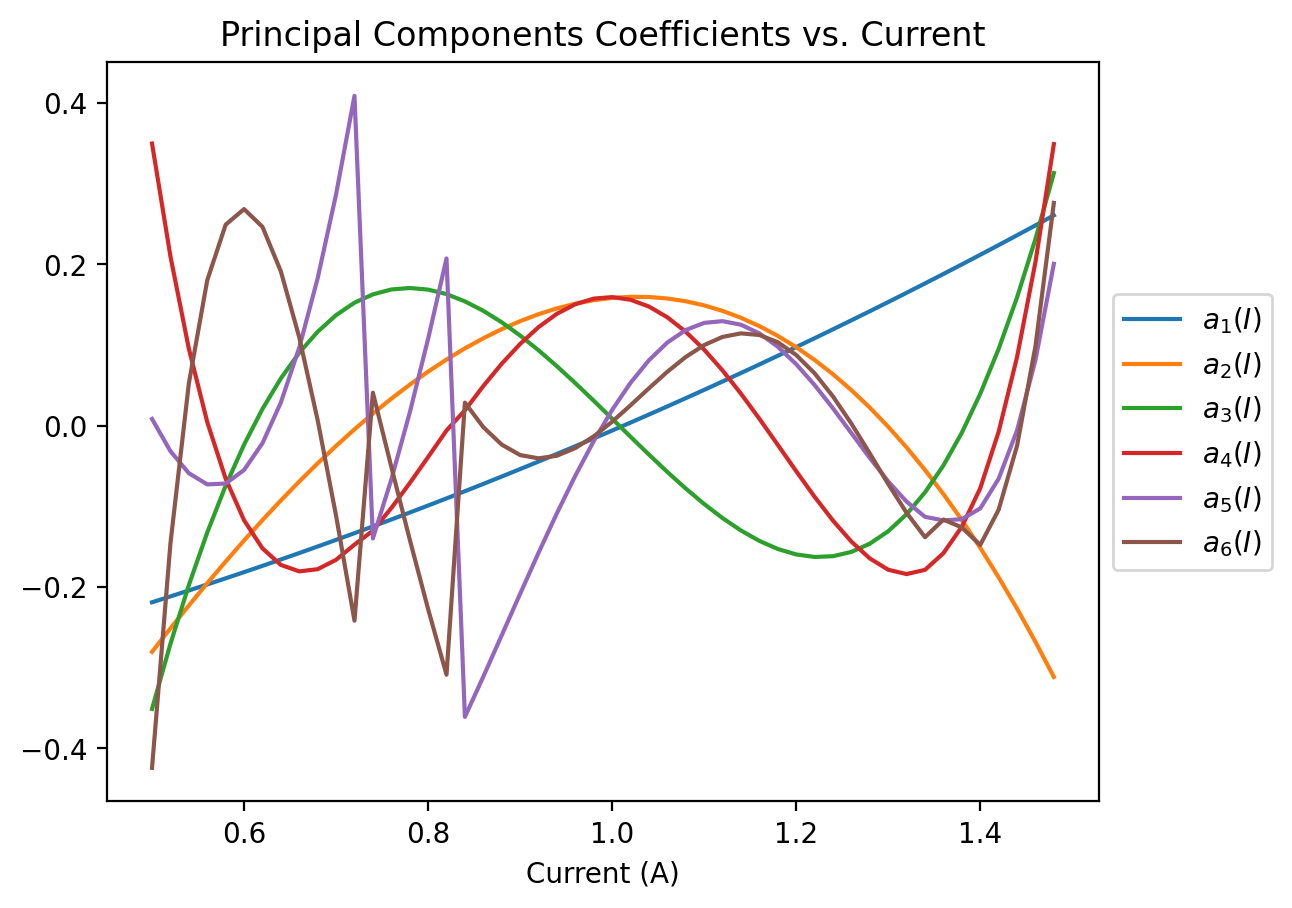 Principal Components Coefficients vs. Current
0.4
0.2
0.0
−0.2
−0.4
0.6 0.8 1.0 1.2 1.4
Current (A)
a₁(I)
a₂(I)
a₃(I)
a₄(I)
a₅(I)
a₆(I)